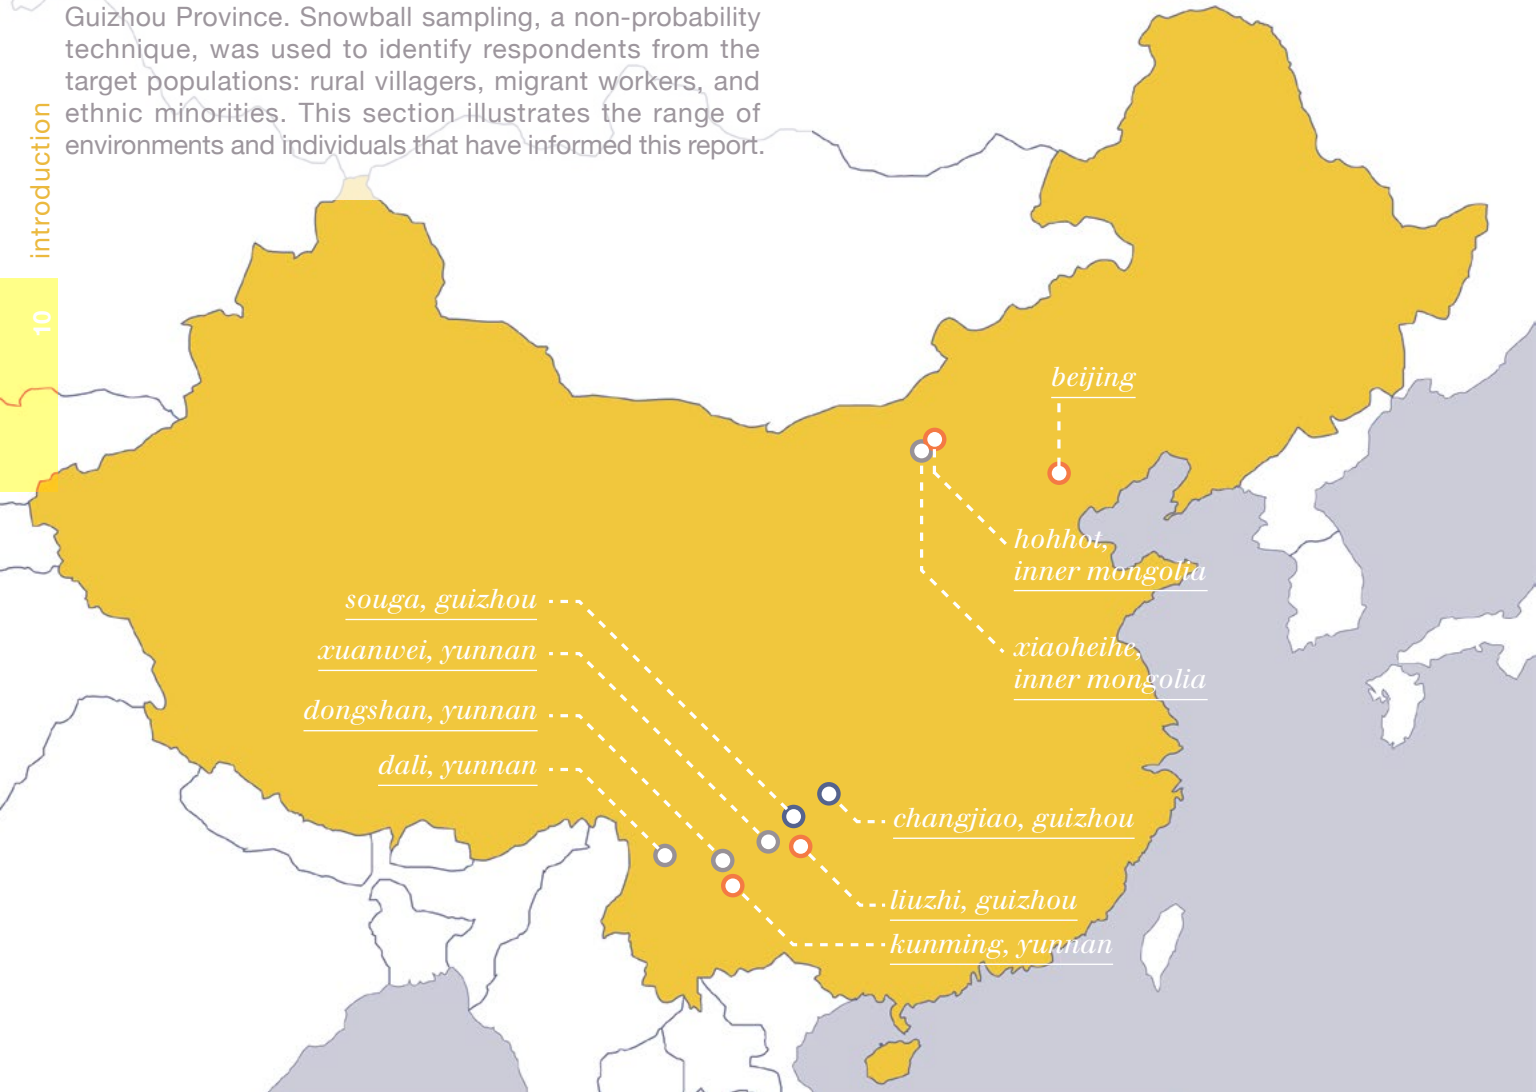 Guizhou Province. Snowball sampling, a non-probability
technique, was used to identify respondents from the
target populations: rural villagers, migrant workers, and
ethnic minorities. This section illustrates the range of
environments and individuals that have informed this report.
introduction
10
beijing
hohhot,
inner mongolia
xiaoheihe,
inner mongolia
souga, guizhou
xuanwei, yunnan
dongshan, yunnan
dali, yunnan
changjiao, guizhou
liuzhi, guizhou
kunming, yunnan